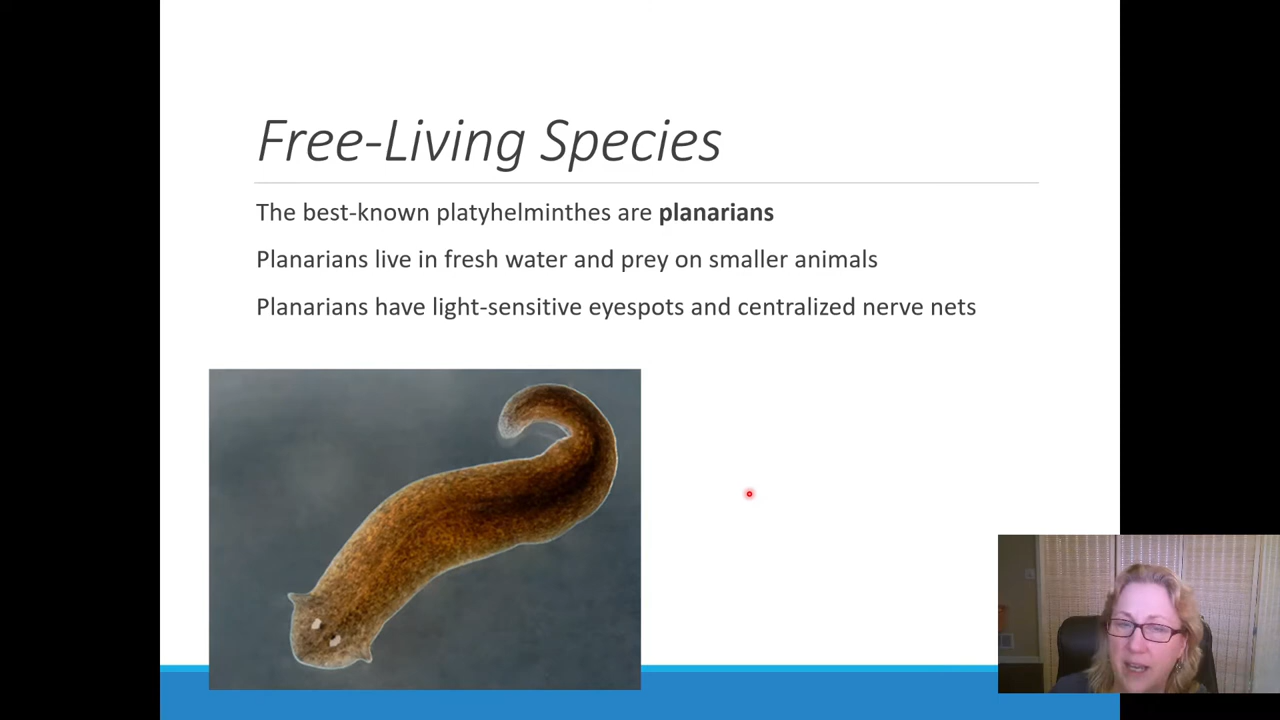 Free-Living Species
The best-known platyhelminthes are planarians
Planarians live in fresh water and prey on smaller animals
Planarians have light-sensitive eyespots and centralized nerve nets